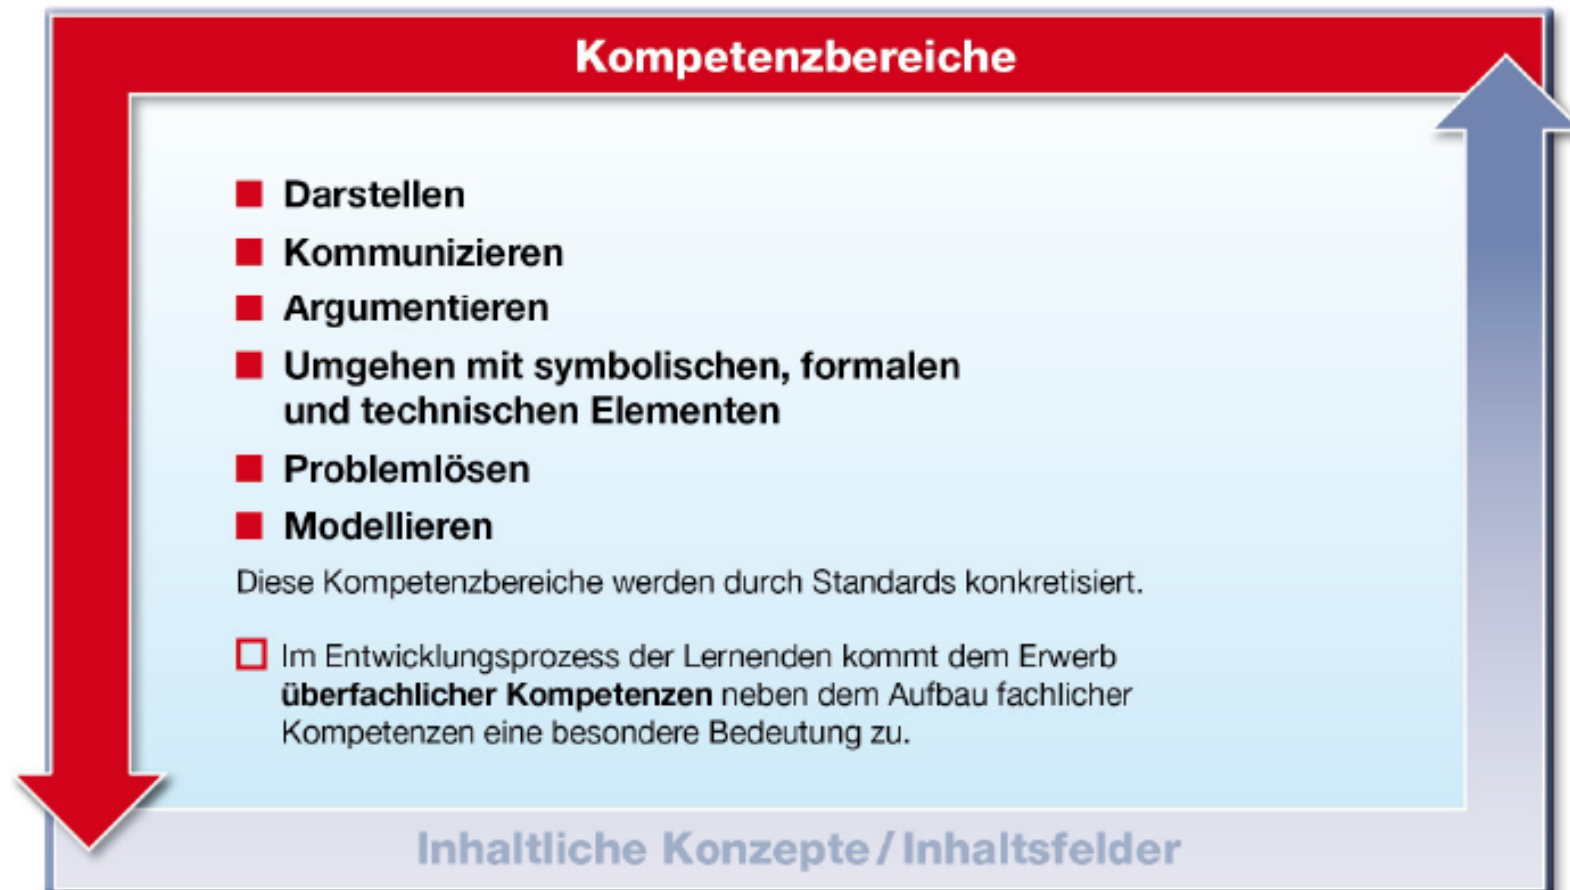 Kompetenzbereiche
Darstellen
Kommunizieren
Argumentieren
Umgehen mit symbolischen, formalen
und technischen Elementen
Problemlösen
Modellieren
Diese Kompetenzbereiche werden durch Standards konkretisiert.
Im Entwicklungsprozess der Lernenden kommt dem Erwerb
überfachlicher Kompetenzen neben dem Aufbau fachlicher
Kompetenzen eine besondere Bedeutung zu.
Inhaltliche Konzepte / Inhaltsfelder